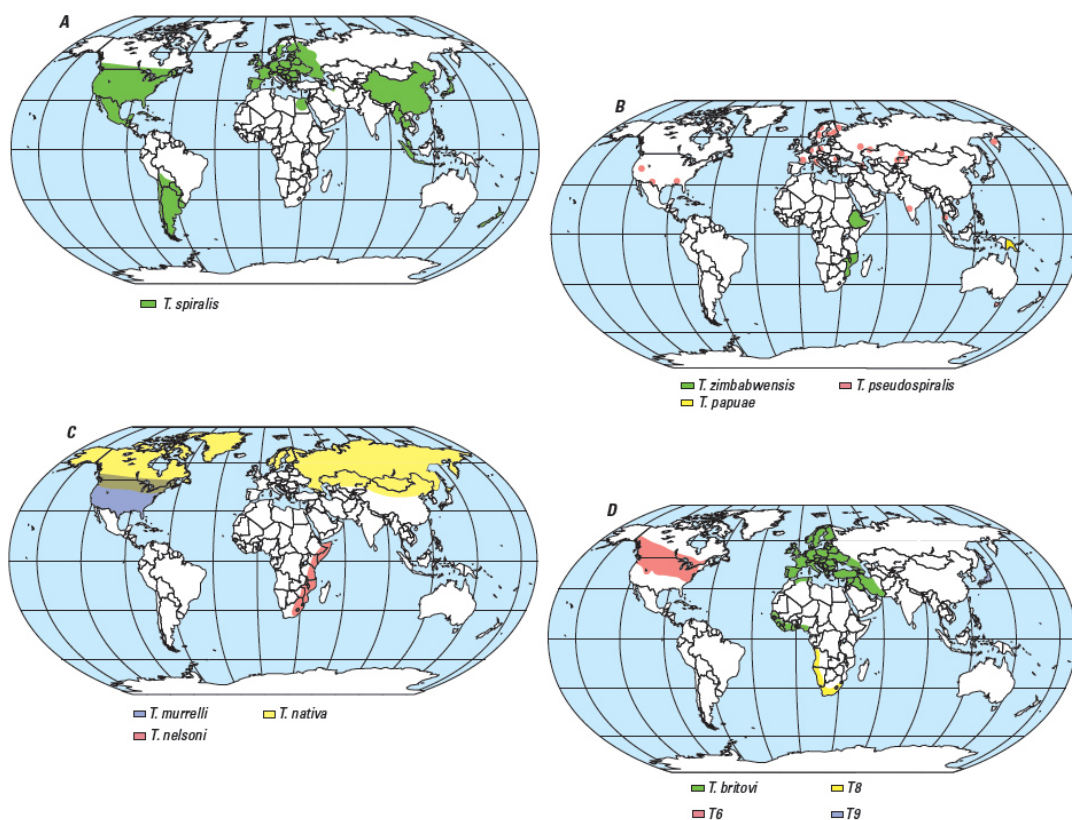 A
T. spiralis
B
T. zimbabwensis T. pseudospiralis
T. papuae
C
T. murrelli T. nativa
T. nelsoni
D
T. britovi T8
T6 T9